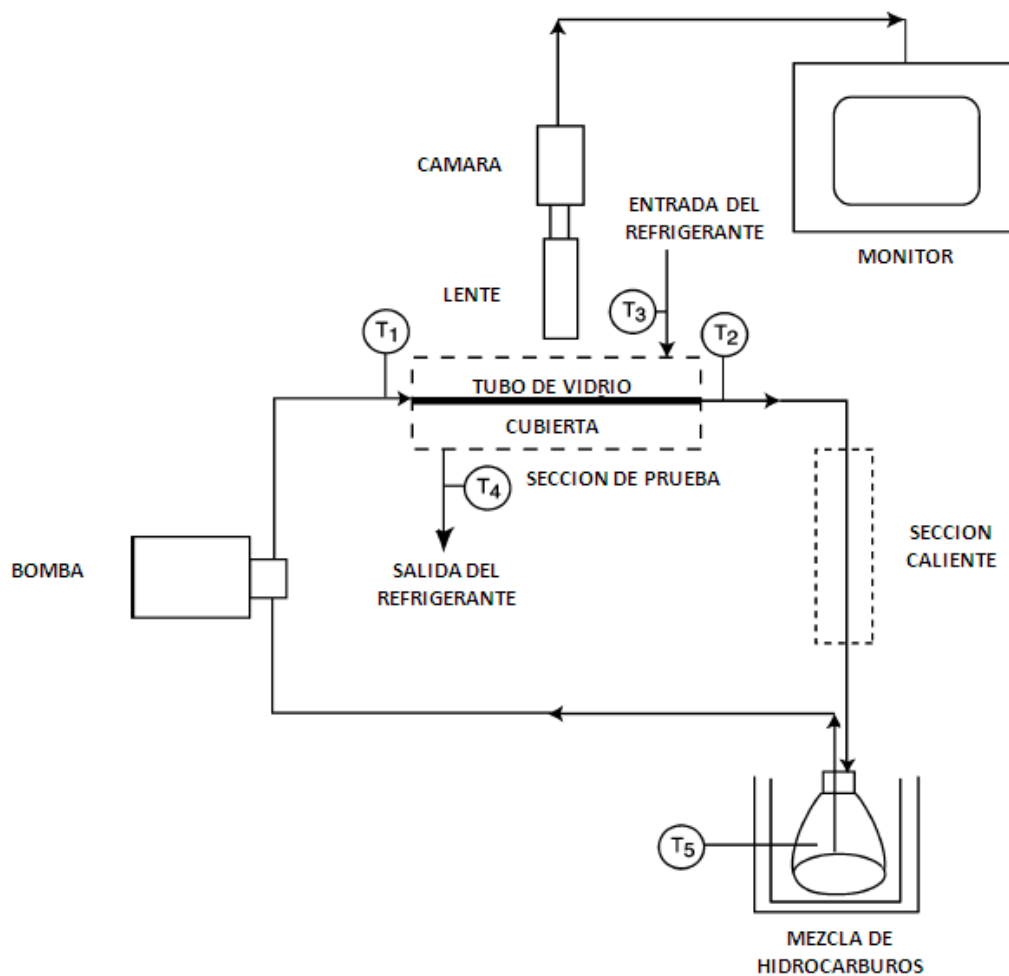 CAMARA
ENTRADA DEL
REFRIGERANTE
MONITOR
LENTE
T3
T1
T2
TUBO DE VIDRIO
CUBIERTA
SECCION DE PRUEBA
T4
SECCION
CALIENTE
BOMBA
SALIDA DEL
REFRIGERANTE
T5
MEZCLA DE
HIDROCARBUROS